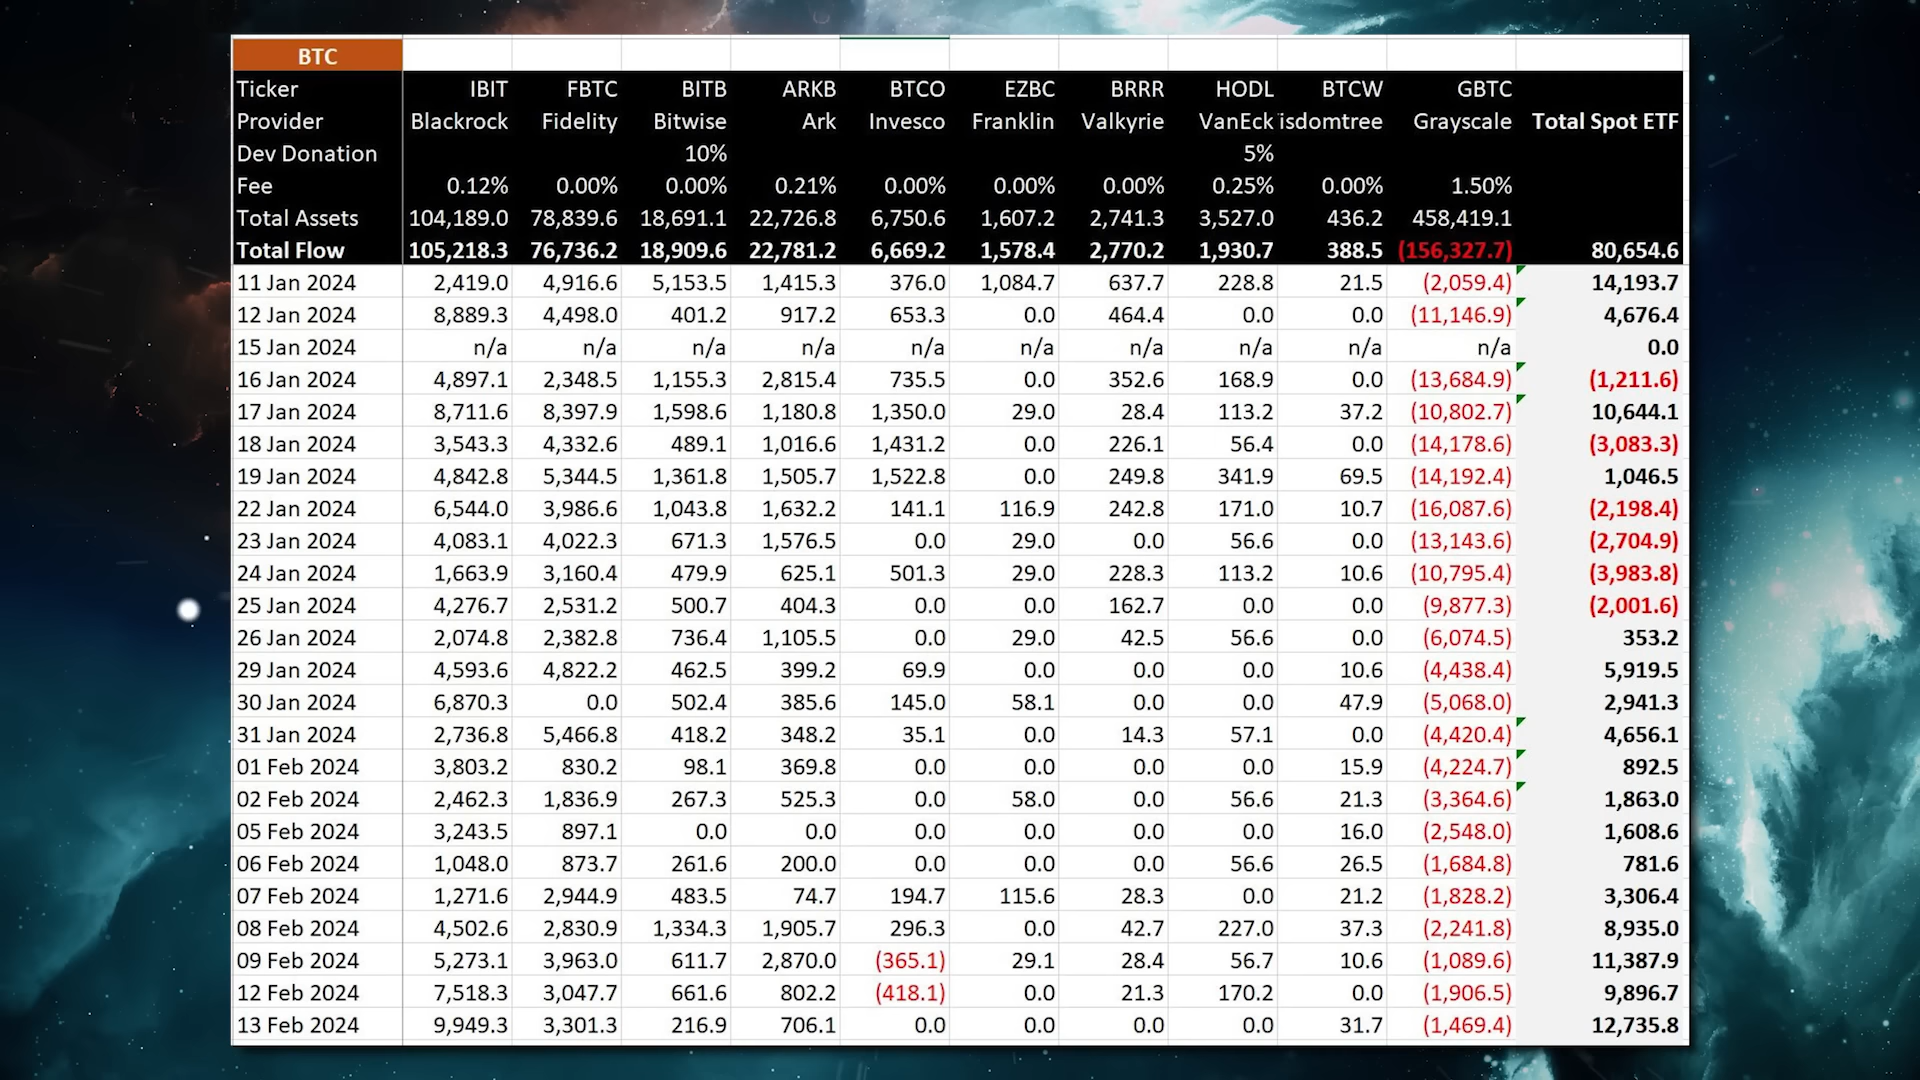 BTC
Ticker IBIT FBTC BITB ARKB BTCO EZBC BRRR HODL BTCW GBTC
Provider Blackrock Fidelity Bitwise Ark Invesco Franklin Valkyrie VanEck isdomtree Grayscale Total Spot ETF
Dev Donation 10% 5%
Fee 0.12% 0.00% 0.00% 0.21% 0.00% 0.00% 0.00% 0.25% 0.00% 1.50%
Total Assets 104,189.0 78,839.6 18,691.1 22,726.8 6,750.6 1,607.2 2,741.3 3,527.0 436.2 458,419.1
Total Flow 105,218.3 76,736.2 18,909.6 22,781.2 6,669.2 1,578.4 2,770.2 1,930.7 388.5 (156,327.7) 80,654.6
11 Jan 2024 2,419.0 4,916.6 5,153.5 1,415.3 376.0 1,084.7 637.7 228.8 21.5 (2,059.4) 14,193.7
12 Jan 2024 8,889.3 4,498.0 401.2 917.2 653.3 0.0 464.4 0.0 0.0 (11,146.9) 4,676.4
15 Jan 2024 n/a n/a n/a n/a n/a n/a n/a n/a n/a n/a 0.0
16 Jan 2024 4,897.1 2,348.5 1,155.3 2,815.4 735.5 0.0 352.6 168.9 0.0 (13,684.9) (1,211.6)
17 Jan 2024 8,711.6 8,397.9 1,598.6 1,180.8 1,350.0 29.0 28.4 113.2 37.2 (10,802.7) 10,644.1
18 Jan 2024 3,543.3 4,332.6 489.1 1,016.6 1,431.2 0.0 226.1 56.4 0.0 (14,178.6) (3,083.3)
19 Jan 2024 4,842.8 5,344.5 1,361.8 1,505.7 1,522.8 0.0 249.8 341.9 69.5 (14,192.4) 1,046.5
22 Jan 2024 6,544.0 3,986.6 1,043.8 1,632.2 141.1 116.9 242.8 171.0 10.7 (16,087.6) (2,198.4)
23 Jan 2024 4,083.1 4,022.3 671.3 1,576.5 0.0 29.0 0.0 56.6 0.0 (13,143.6) (2,704.9)
24 Jan 2024 1,663.9 3,160.4 479.9 625.1 501.3 29.0 228.3 113.2 10.6 (10,795.4) (3,983.8)
25 Jan 2024 4,276.7 2,531.2 500.7 404.3 0.0 0.0 162.7 0.0 0.0 (9,877.3) (2,001.6)
26 Jan 2024 2,074.8 2,382.8 736.4 1,105.5 0.0 29.0 42.5 56.6 0.0 (6,074.5) 353.2
29 Jan 2024 4,593.6 4,822.2 462.5 399.2 69.9 0.0 0.0 0.0 10.6 (4,438.4) 5,919.5
30 Jan 2024 6,870.3 0.0 502.4 385.6 145.0 58.1 0.0 0.0 47.9 (5,068.0) 2,941.3
31 Jan 2024 2,736.8 5,466.8 418.2 348.2 35.1 0.0 14.3 57.1 0.0 (4,420.4) 4,656.1
01 Feb 2024 3,803.2 830.2 98.1 369.8 0.0 0.0 0.0 0.0 15.9 (4,224.7) 892.5
02 Feb 2024 2,462.3 1,836.9 267.3 525.3 0.0 58.0 0.0 56.6 21.3 (3,364.6) 1,863.0
05 Feb 2024 3,243.5 897.1 0.0 0.0 0.0 0.0 0.0 0.0 16.0 (2,548.0) 1,608.6
06 Feb 2024 1,048.0 873.7 261.6 200.0 0.0 0.0 0.0 56.6 26.5 (1,684.8) 781.6
07 Feb 2024 1,271.6 2,944.9 483.5 74.7 194.7 115.6 28.3 0.0 21.2 (1,828.2) 3,306.4
08 Feb 2024 4,502.6 2,830.9 1,334.3 1,905.7 296.3 0.0 42.7 227.0 37.3 (2,241.8) 8,935.0
09 Feb 2024 5,273.1 3,963.0 611.7 2,870.0 (365.1) 29.1 28.4 56.7 10.6 (1,089.6) 11,387.9
12 Feb 2024 7,518.3 3,047.7 661.6 802.2 (418.1) 0.0 21.3 170.2 0.0 (1,906.5) 9,896.7
13 Feb 2024 9,949.3 3,301.3 216.9 706.1 0.0 0.0 0.0 0.0 31.7 (1,469.4) 12,735.8